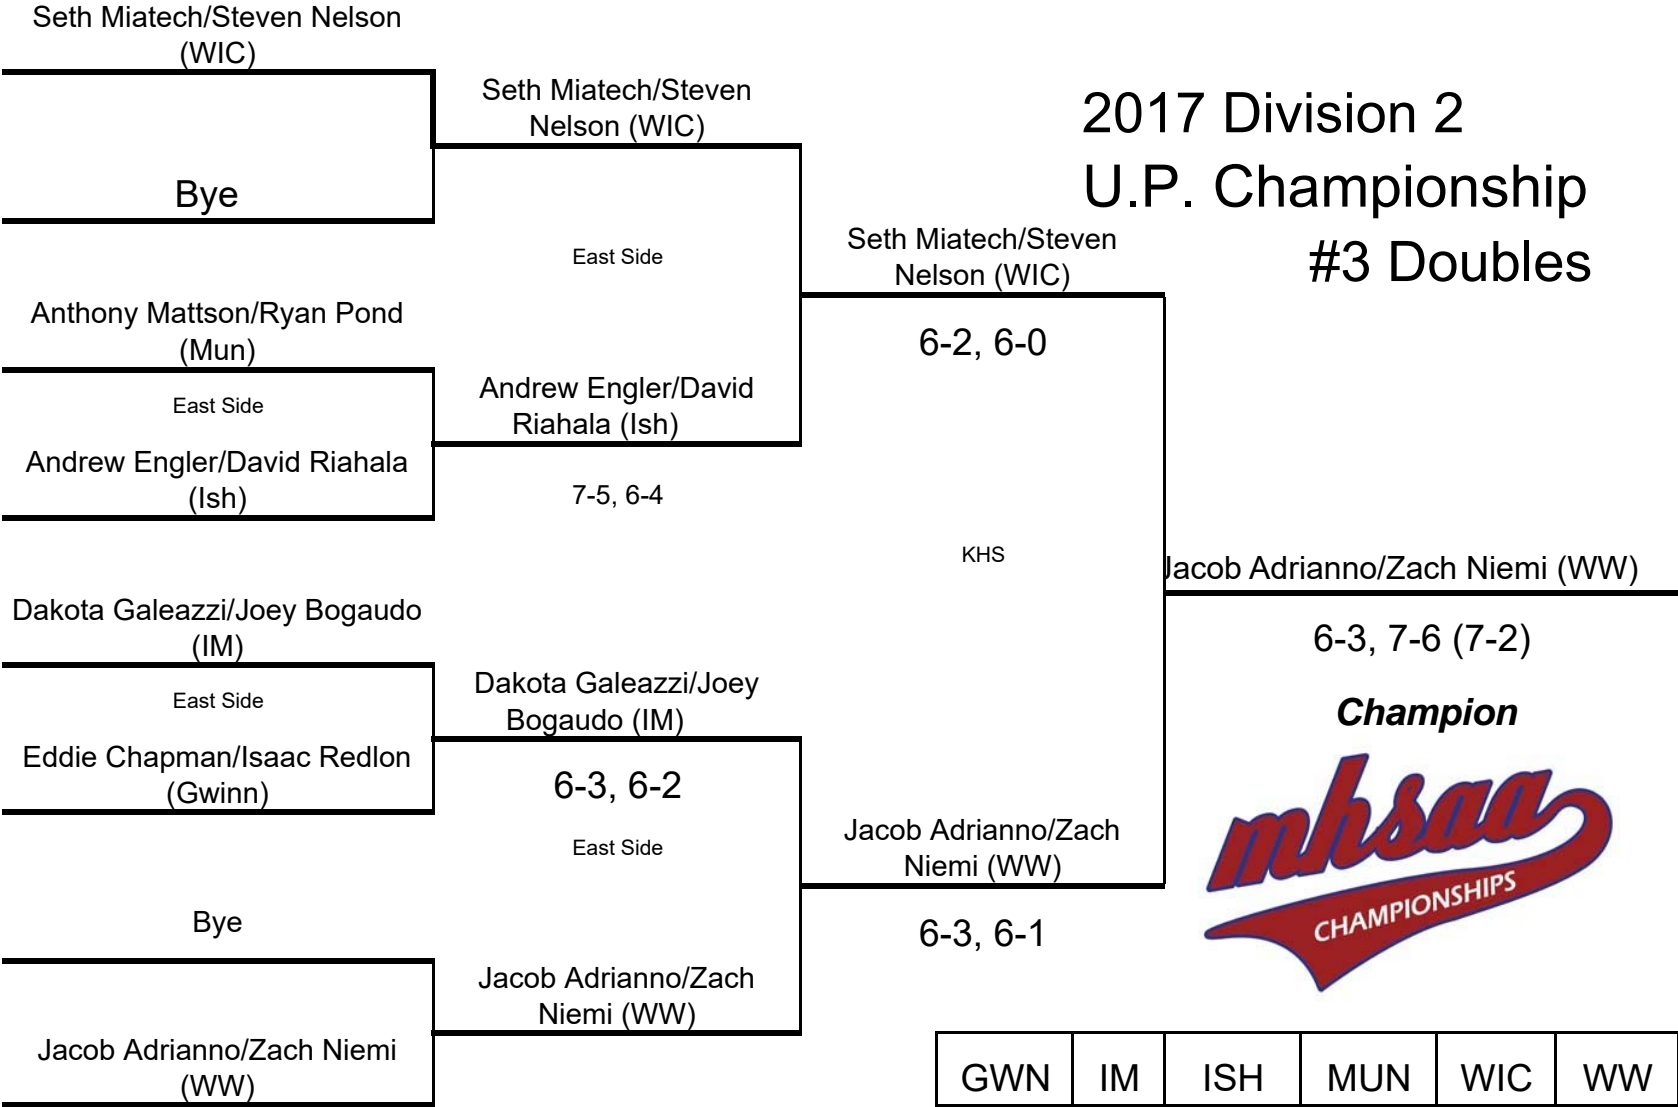 Seth Miatech/Steven Nelson
(WIC)
Bye
Anthony Mattson/Ryan Pond
(Mun)
East Side
Andrew Engler/David Riahala
(Ish)
Dakota Galeazzi/Joey Bogaudo
(IM)
East Side
Eddie Chapman/Isaac Redlon
(Gwinn)
Bye
Jacob Adrianno/Zach Niemi
(WW)
Seth Miatech/Steven
Nelson (WIC)
East Side
Andrew Engler/David
Riahala (Ish)
7-5, 6-4
Dakota Galeazzi/Joey
Bogaudo (IM)
6-3, 6-2
East Side
Jacob Adrianno/Zach
Niemi (WW)
Seth Miatech/Steven
Nelson (WIC)
6-2, 6-0
KHS
Jacob Adrianno/Zach
Niemi (WW)
6-3, 6-1
2017 Division 2
U.P. Championship
#3 Doubles
Jacob Adrianno/Zach Niemi (WW)
6-3, 7-6 (7-2)
Champion
mhsaa
CHAMPIONSHIPS
GWN IM ISH MUN WIC WW